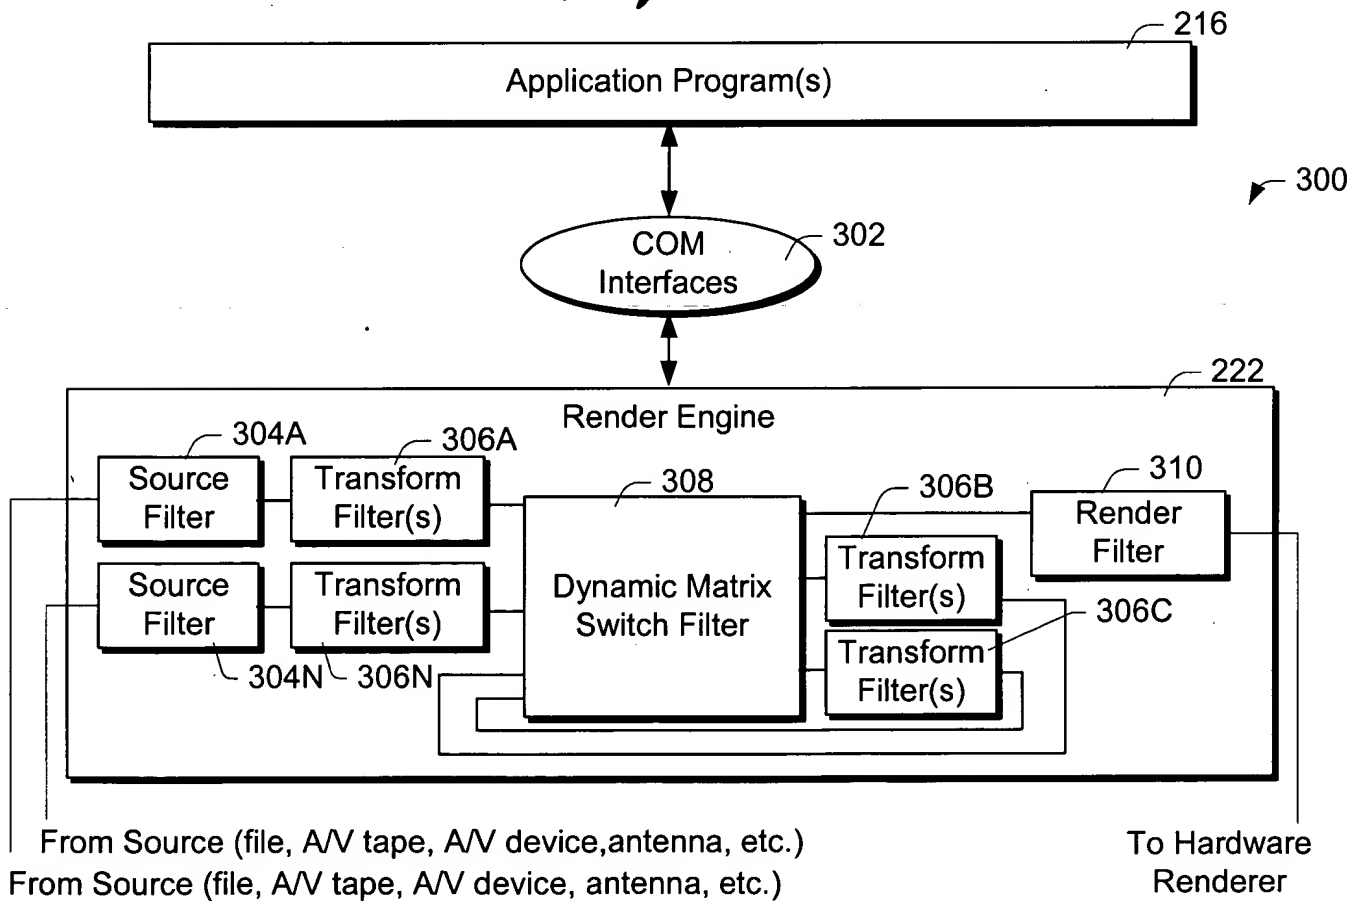 216
Application Program(s)
300
COM
Interfaces
302
222
Render Engine
304A
306A
Source
Filter
Transform
Filter(s)
308
306B
310
Render
Filter
Dynamic Matrix
Switch Filter
Transform
Filter(s)
Source
Filter
Transform
Filter(s)
306C
Transform
Filter(s)
304N
306N
From Source (file, A/V tape, A/V device,antenna, etc.)
From Source (file, A/V tape, A/V device, antenna, etc.)
To Hardware
Renderer